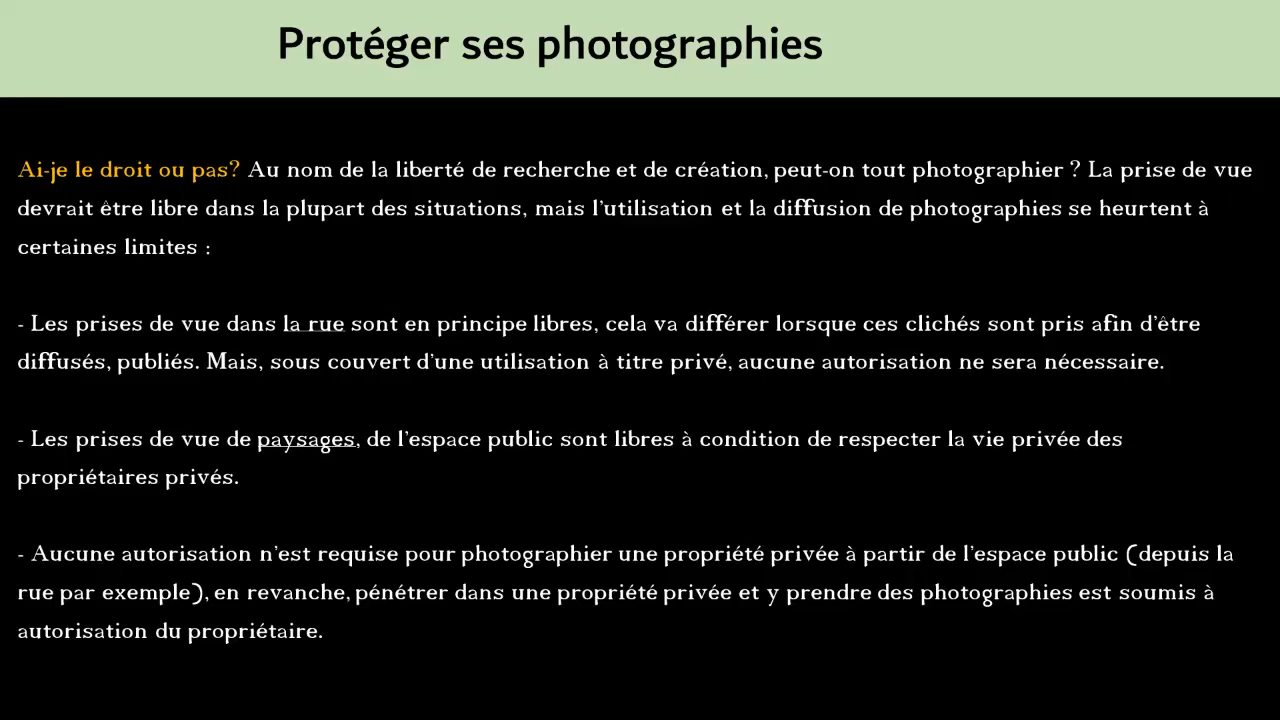 Protéger ses photographies
Ai-je le droit ou pas? Au nom de la liberté de recherche et de création, peut-on tout photographier ? La prise de vue
devrait être libre dans la plupart des situations, mais l'utilisation et la diffusion de photographies se heurtent à
certaines limites :
- Les prises de vue dans la rue sont en principe libres, cela va différer lorsque ces clichés sont pris afin d'être
diffusés, publiés. Mais, sous couvert d'une utilisation à titre privé, aucune autorisation ne sera nécessaire.
- Les prises de vue de paysages, de l'espace public sont libres à condition de respecter la vie privée des
propriétaires privés.
- Aucune autorisation n'est requise pour photographier une propriété privée à partir de l'espace public (depuis la
rue par exemple), en revanche, pénétrer dans une propriété privée et y prendre des photographies est soumis à
autorisation du propriétaire.